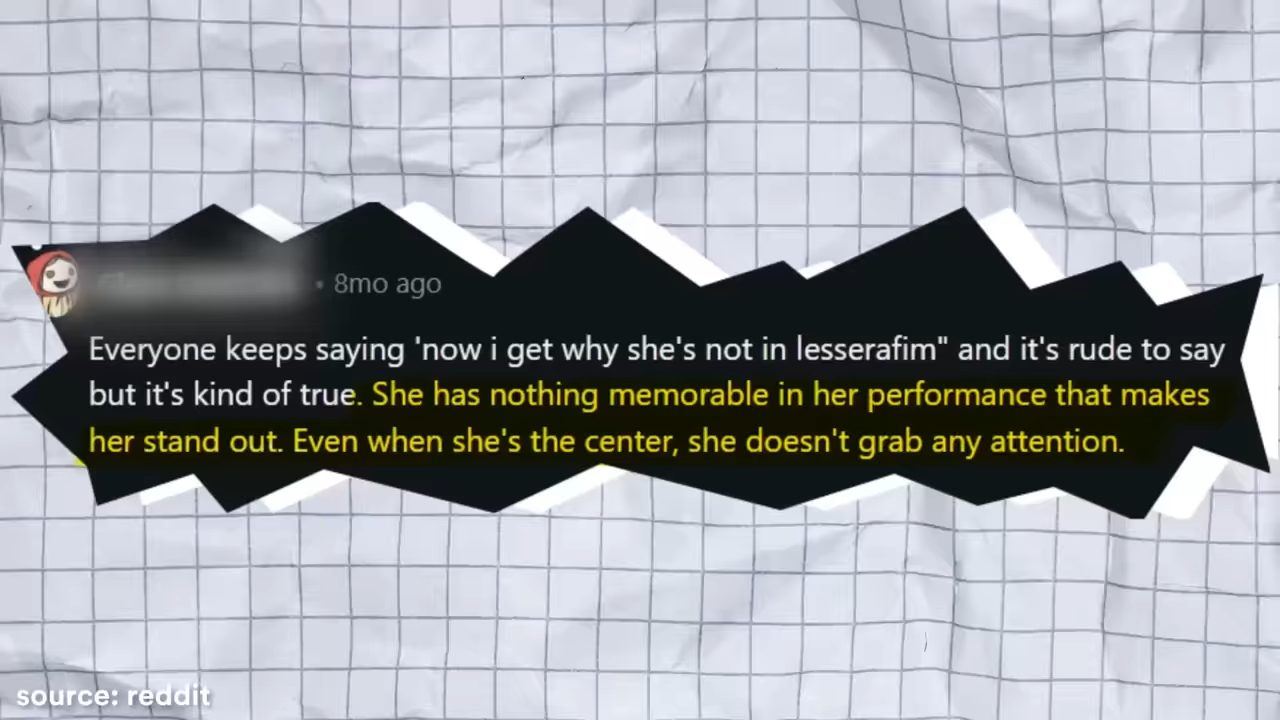 • 8mo ago
Everyone keeps saying 'now i get why she's not in lesserafim" and it's rude to say
but it's kind of true. She has nothing memorable in her performance that makes
her stand out. Even when she's the center, she doesn't grab any attention.
source: reddit